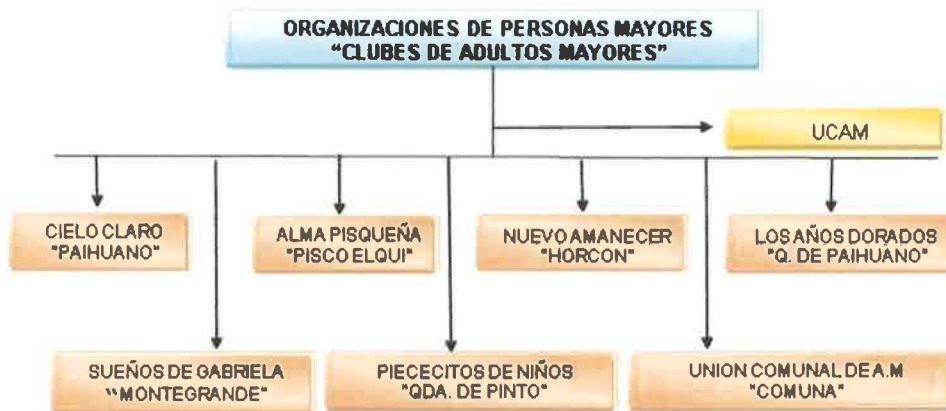 ORGANIZACIONES DE PERSONAS MAYORES
"CLUBES DE ADULTOS MAYORES"
UCAM
CIELO CLARO
"PAIHUANO"
ALMA PISQUEÑA
"PISCO ELQUI"
NUEVO AMANECER
"HORCON"
LOS AÑOS DORADOS
"Q. DE PAIHUANO"
SUEÑOS DE GABRIELA
"MONTEGRANDE"
PIECECITOS DE NIÑOS
"QDA. DE PINTO"
UNION COMUNAL DE A.M
"COMUNA"